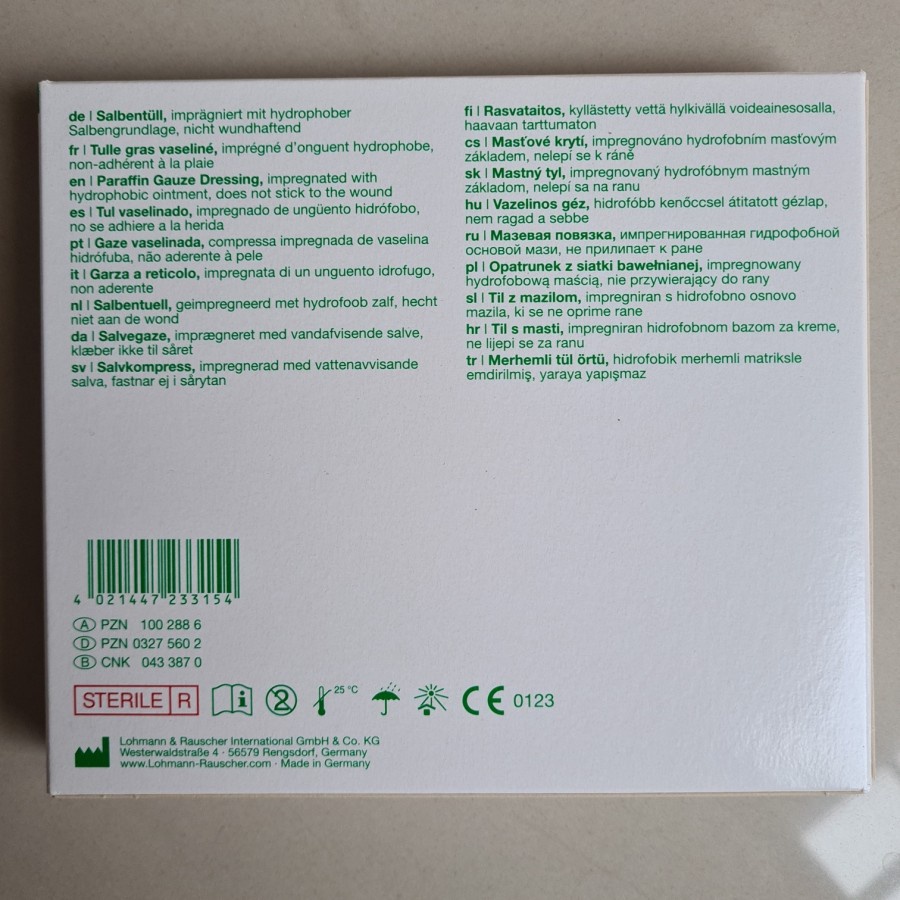 de | Salbentüll, imprägniert mit hydrophober
Salbengrundlage, nicht wundhaftend
fr | Tulle gras vaseliné, imprégné d'onguent hydrophobe,
non-adhérent à la plaie
en | Paraffin Gauze Dressing, impregnated with
hydrophobic ointment, does not stick to the wound
es | Tul vaselinado, impregnado de ungüento hidrófobo,
no se adhiere a la herida
pt | Gaze vaselinada, compressa impregnada de vaselina
hidrófuba, não aderente à pele
it | Garza a reticolo, impregnata di un unguento idrofugo,
non aderente
nl | Salbentuell, geimpregneerd met hydrofoob zalf, hecht
niet aan de wond
da | Salvegaze, imprægneret med vandafvisende salve,
klæber ikke til såret
sv | Salvkompress, impregnerad med vattenavvisande
salva, fastnar ej i sårytan
fi | Rasvataitos, kyllästetty vettä hylkivällä voideainesosalla,
haavaan tarttumaton
cs | Masťové krytí, impregnováno hydrofobním masťovým
základem, nelepí se k ráně
sk | Mastný tyl, impregnovaný hydrofóbnym mastným
základom, nelepí sa na ranu
hu | Vazelinos géz, hidrofóbb kenőccsel átitatott gézlap,
nem ragad a sebbe
ru | Мазевая повязка, импрегнированная гидрофобной
основой мази, не прилипает к ране
pl | Opatrunek z siatki bawełnianej, impregnowany
hydrofobową maścią, nie przywierający do rany
sl | Til z mazilom, impregniran s hidrofobno osnovo
mazila, ki se ne oprime rane
hr | Til s masti, impregniran hidrofobnom bazom za kreme,
ne lijepi se za ranu
tr | Merhemli tül örtü, hidrofobik merhemli matriksle
emdirilmiş, yaraya yapışmaz
4 021447 233154
A PZN 100 288 6
D PZN 0327 560 2
B CNK 043 387 0
STERILE R
i
2
25 °C
CE 0123
Lohmann & Rauscher International GmbH & Co. KG
Westerwaldstraße 4 · 56579 Rengsdorf, Germany
www.Lohmann-Rauscher.com · Made in Germany